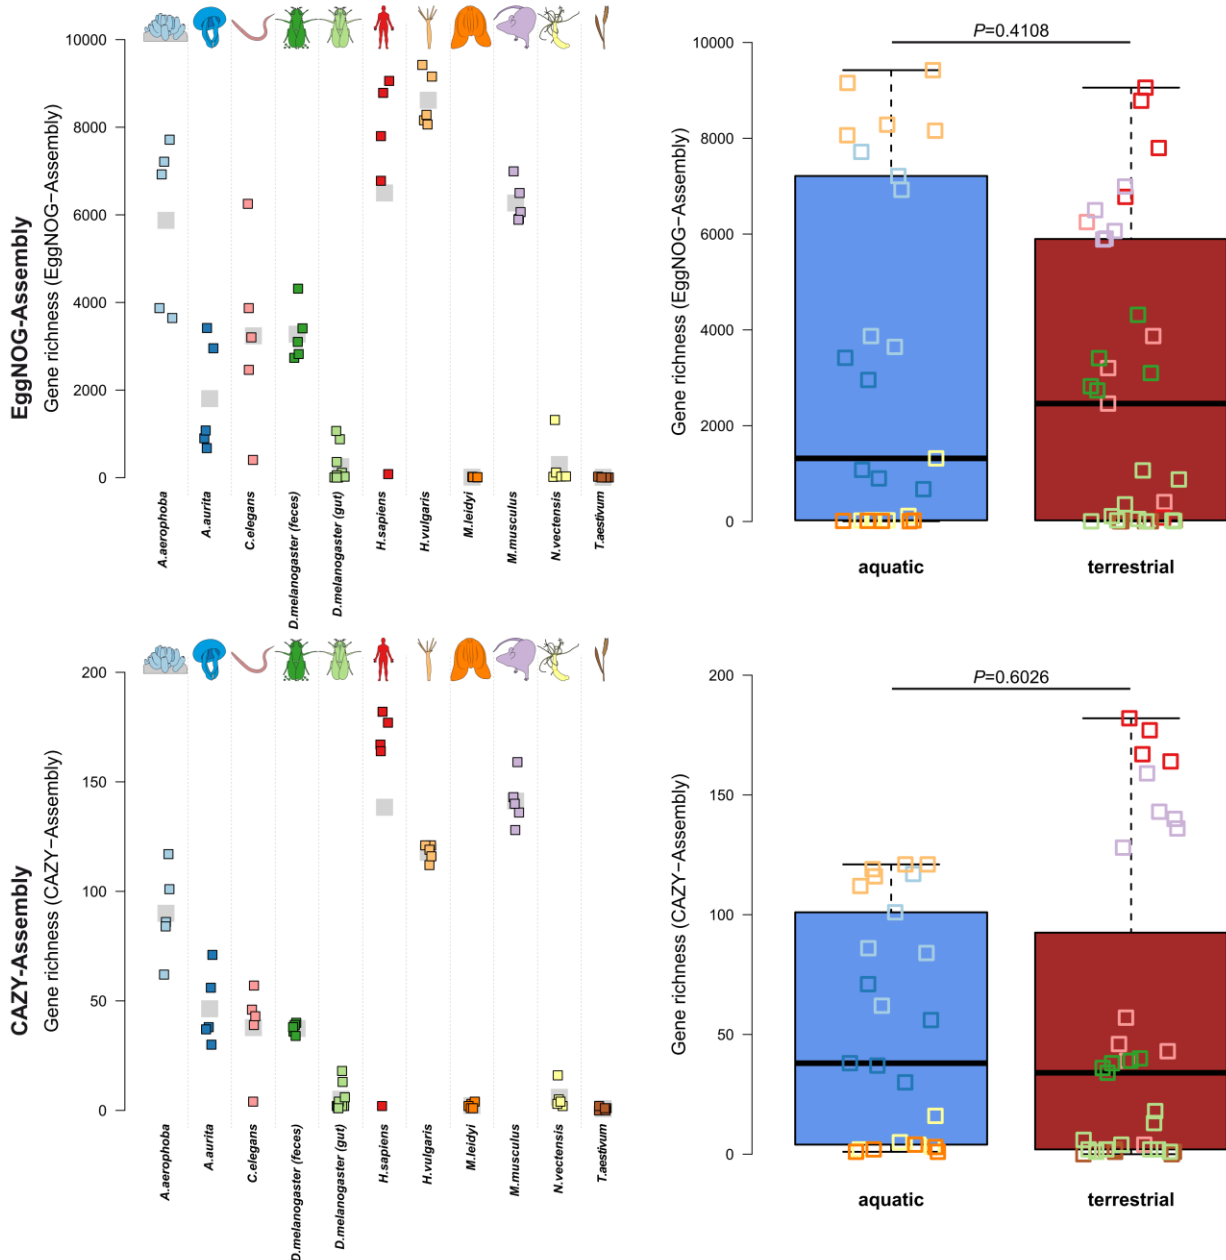 EggNOG-Assembly
Gene richness (EggNOG−Assembly)
10000
8000
6000
4000
2000
0
A.aerophoba
A.aurita
C.elegans
D.melanogaster (feces)
D.melanogaster (gut)
H.sapiens
H.vulgaris
M.leidyi
M.musculus
N.vectensis
T.aestivum
P=0.4108
Gene richness (EggNOG−Assembly)
10000
8000
6000
4000
2000
0
aquatic
terrestrial
CAZY-Assembly
Gene richness (CAZY−Assembly)
200
150
100
50
0
A.aerophoba
A.aurita
C.elegans
D.melanogaster (feces)
D.melanogaster (gut)
H.sapiens
H.vulgaris
M.leidyi
M.musculus
N.vectensis
T.aestivum
P=0.6026
Gene richness (CAZY−Assembly)
200
150
100
50
0
aquatic
terrestrial